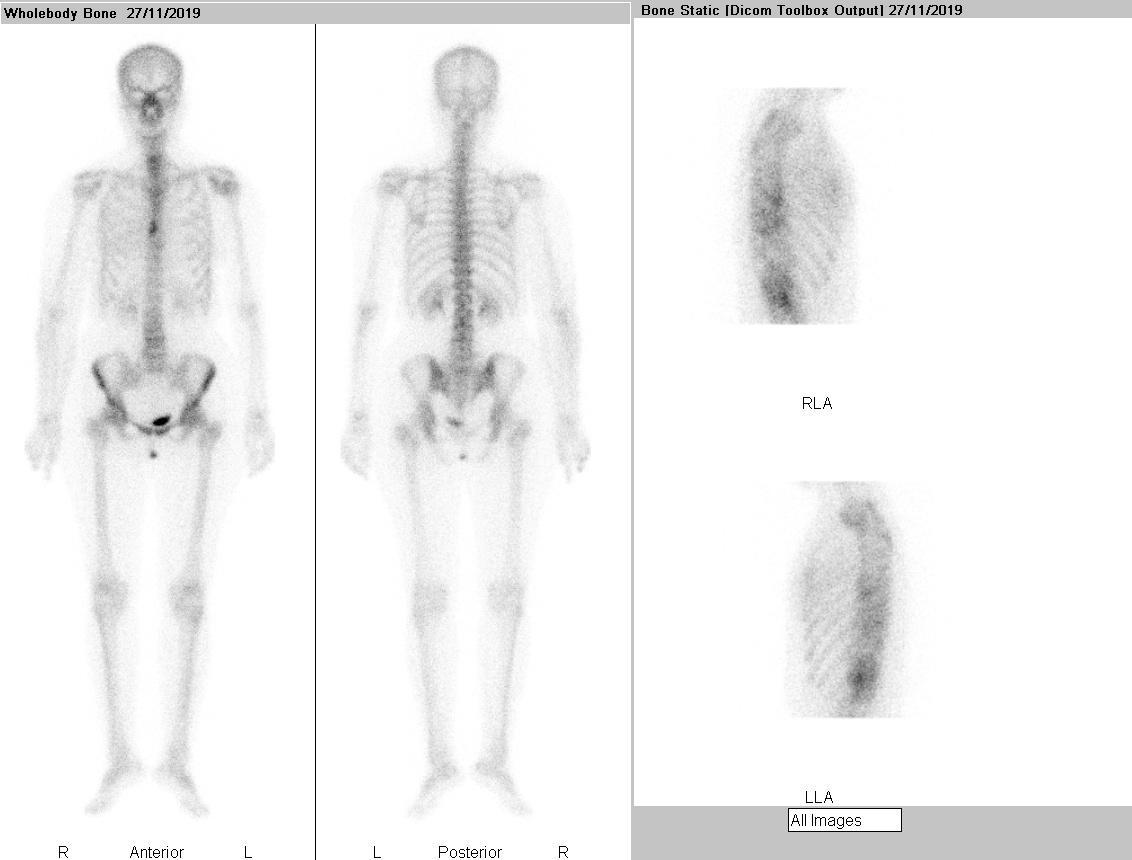 Wholebody Bone 27/11/2019
Bone Static [Dicom Toolbox Output] 27/11/2019
RLA
LLA
All Images
R Anterior L
L Posterior R